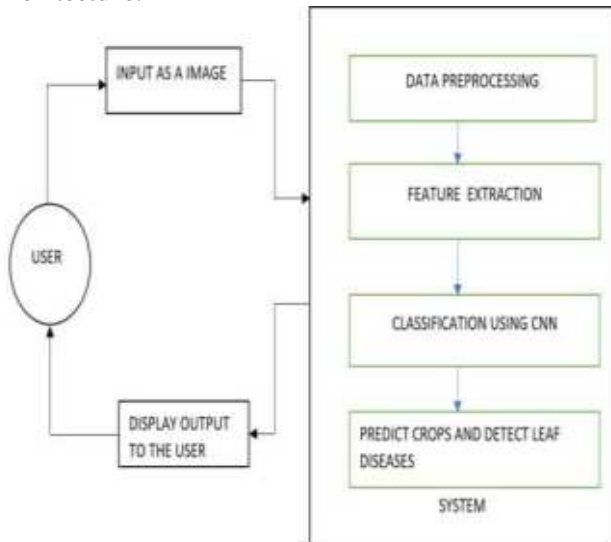 INPUT AS A IMAGE
DATA PREPROCESSING
FEATURE EXTRACTION
USER
CLASSIFICATION USING CNN
DISPLAY OUTPUT
TO THE USER
PREDICT CROPS AND DETECT LEAF
DISEASES
SYSTEM